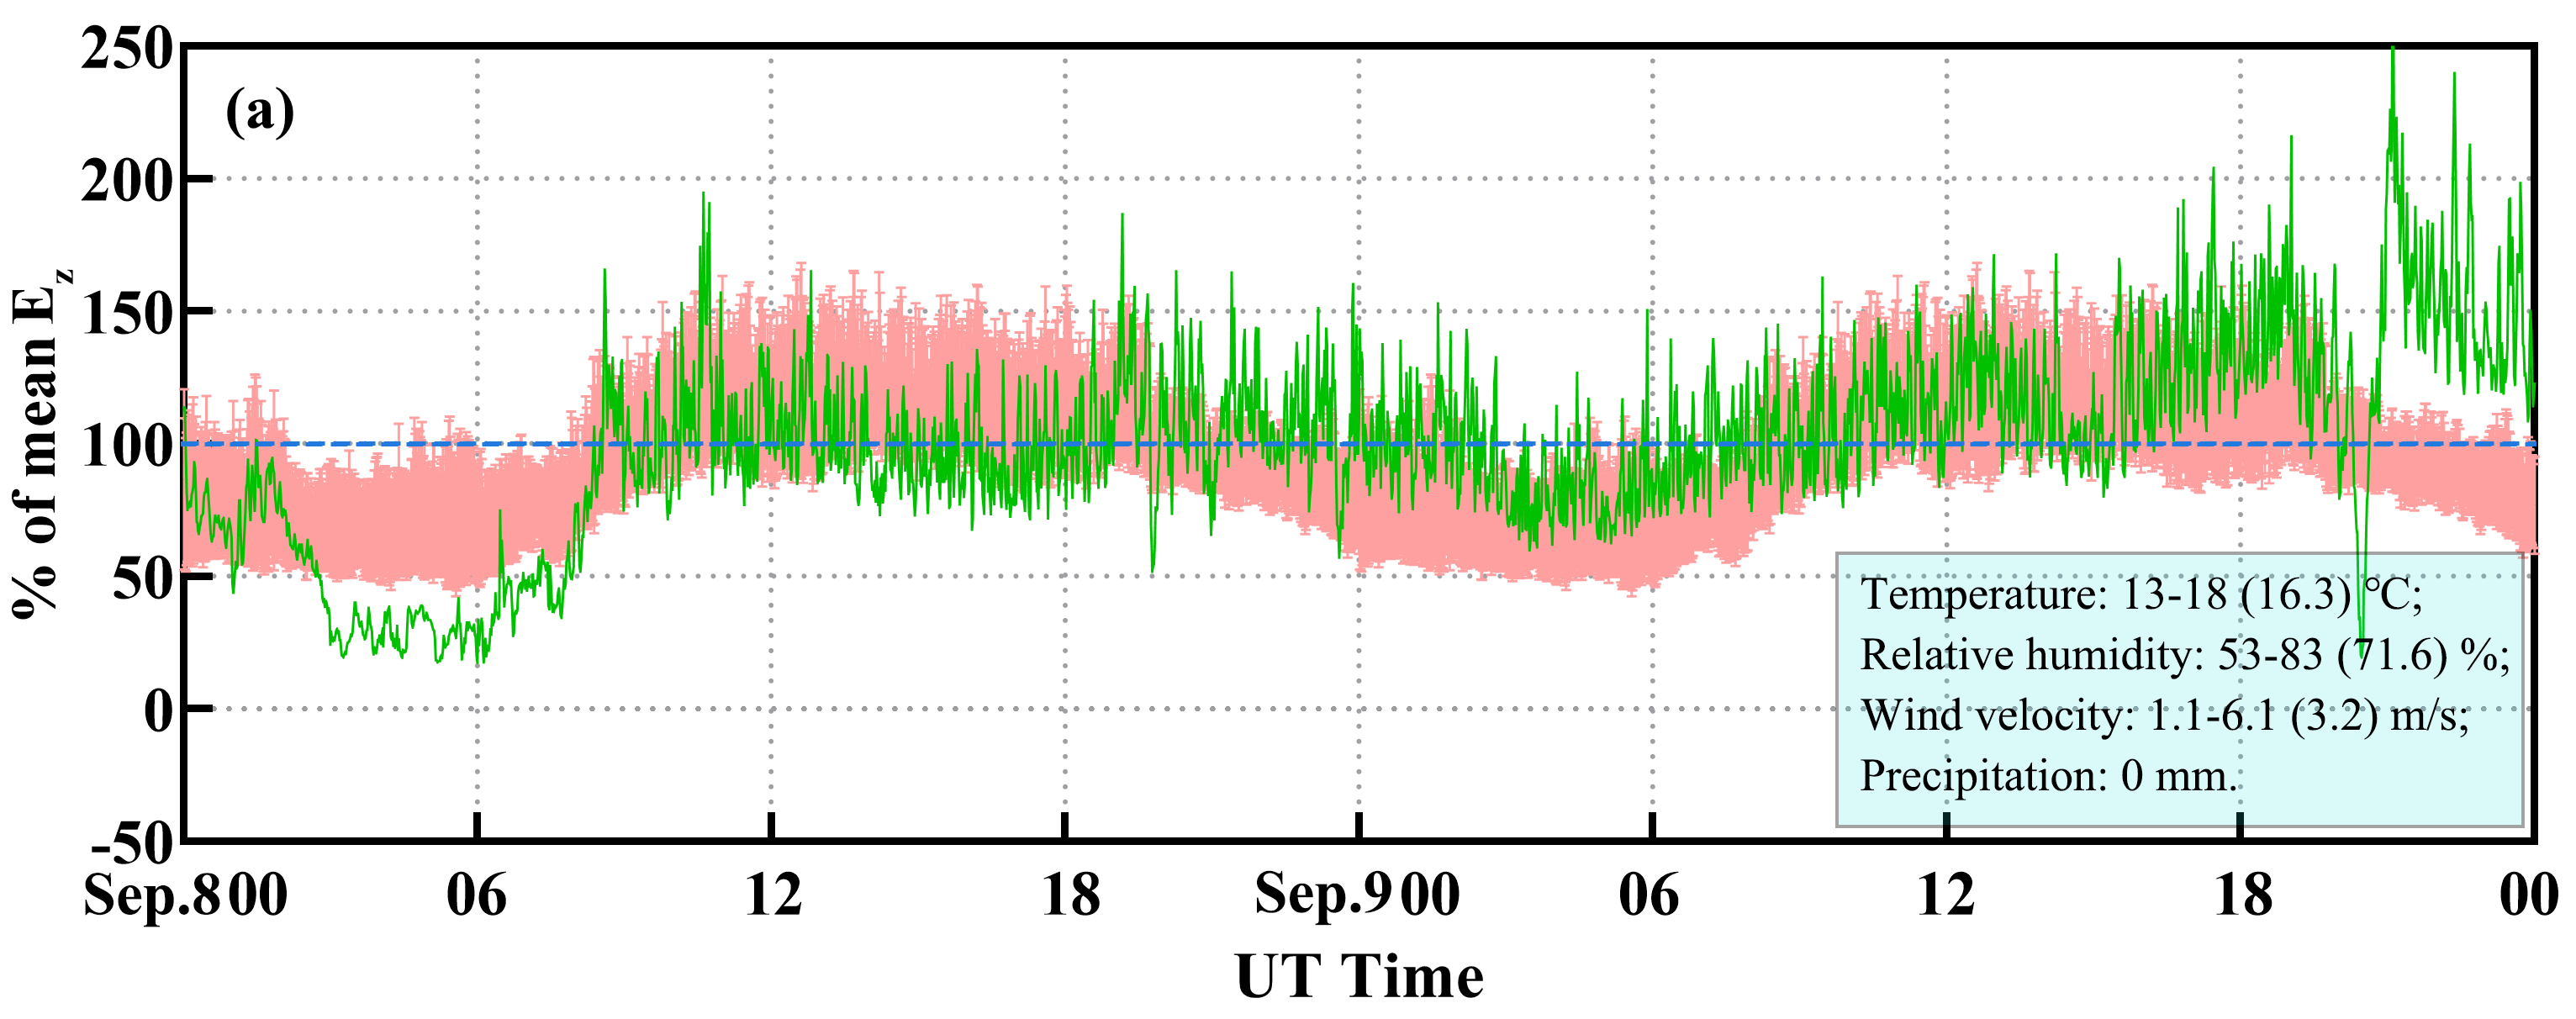 250
200
150
100
50
0
-50
% of mean Ez
(a)
Temperature: 13-18 (16.3) ℃;
Relative humidity: 53-83 (71.6) %;
Wind velocity: 1.1-6.1 (3.2) m/s;
Precipitation: 0 mm.
Sep.8 00 06 12 18 Sep.9 00 06 12 18 00
UT Time